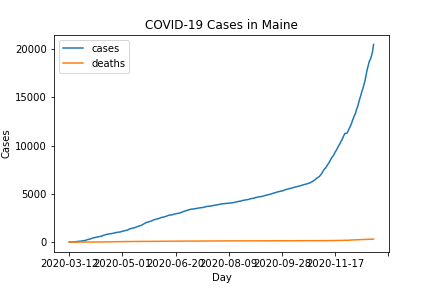 COVID-19 Cases in Maine
cases
deaths
20000
15000
10000
5000
0
Cases
2020-03-12 2020-05-01 2020-06-20 2020-08-09 2020-09-28 2020-11-17
Day